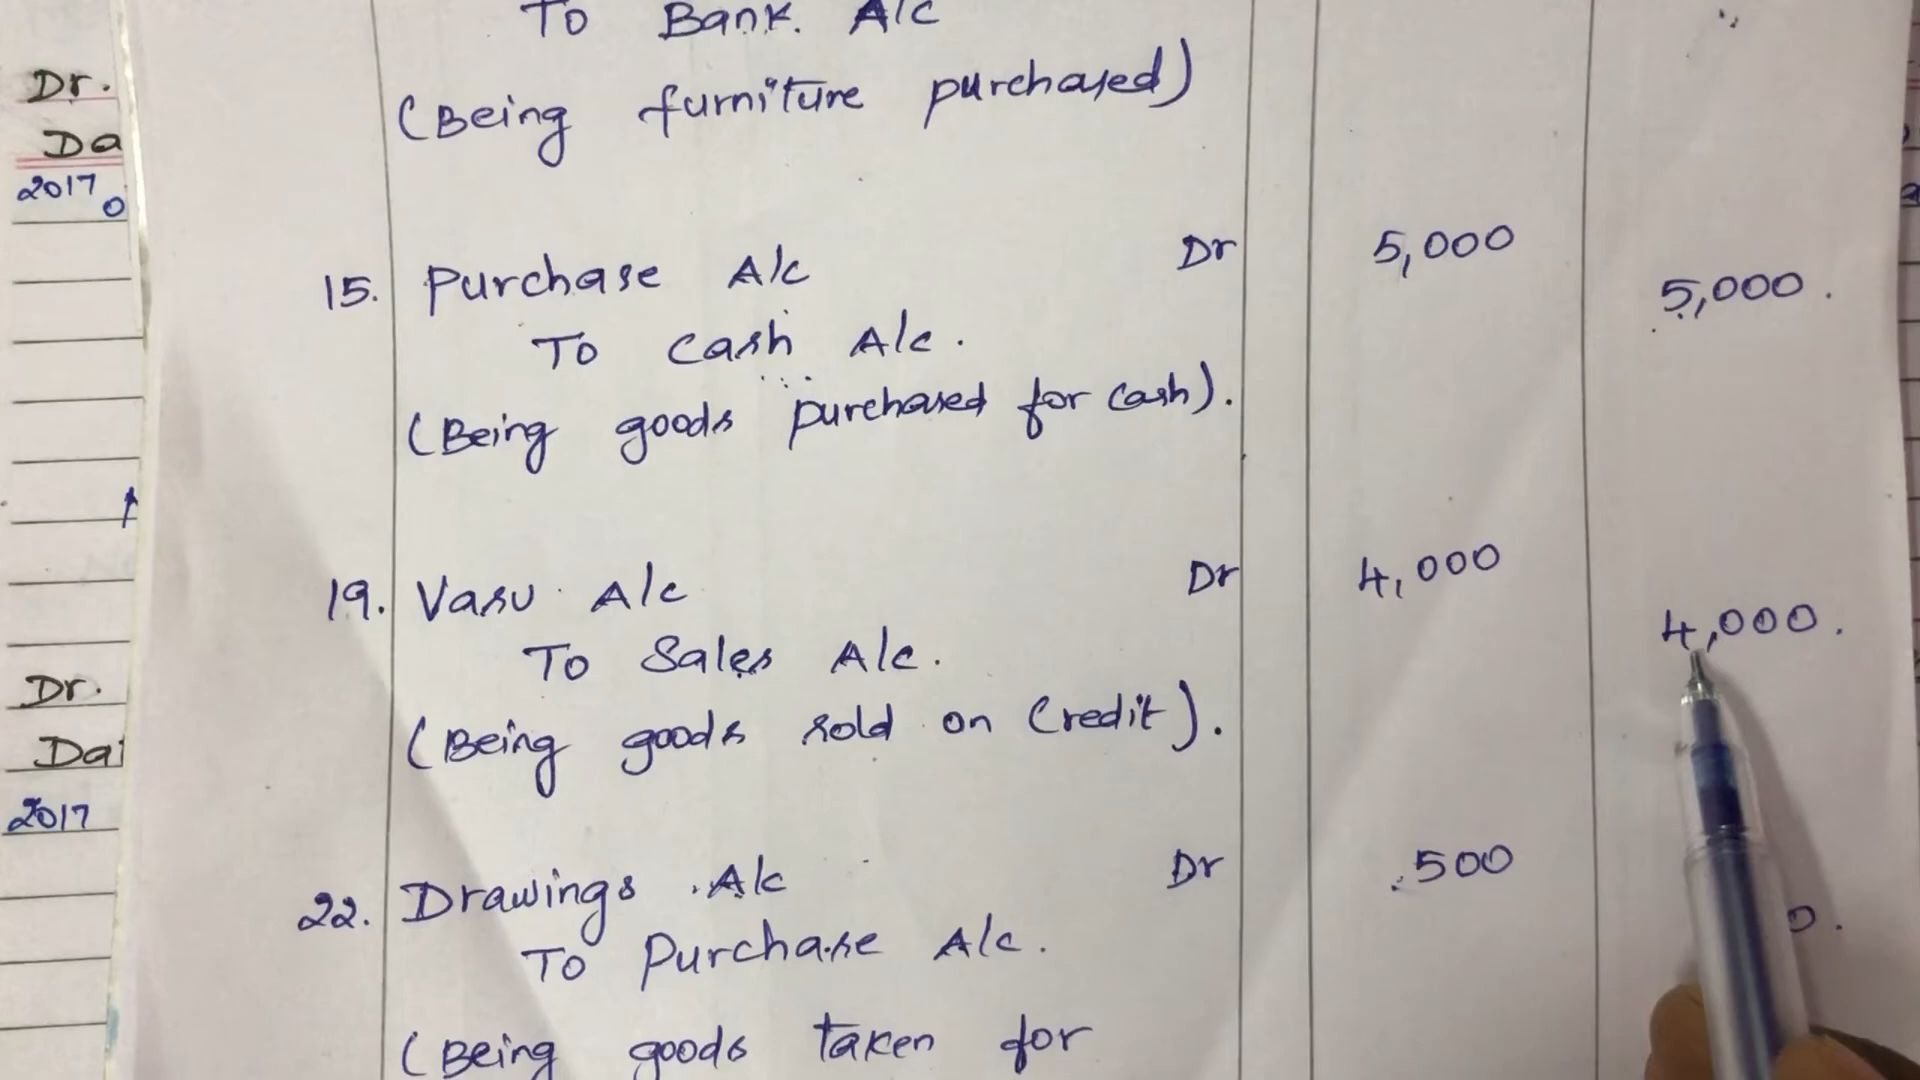 To Bank. A/c
(Being furniture purchased)
15. Purchase A/c Dr 5,000
To Cash A/c. 5,000.
(Being goods purchased for cash).
19. Vasu A/c Dr 4,000
To Sales A/c. 4,000.
(Being goods sold on credit).
22. Drawings A/c Dr 500
To Purchase A/c.
(Being goods taken for
Dr.
Da
2017
Dr.
Da
2017